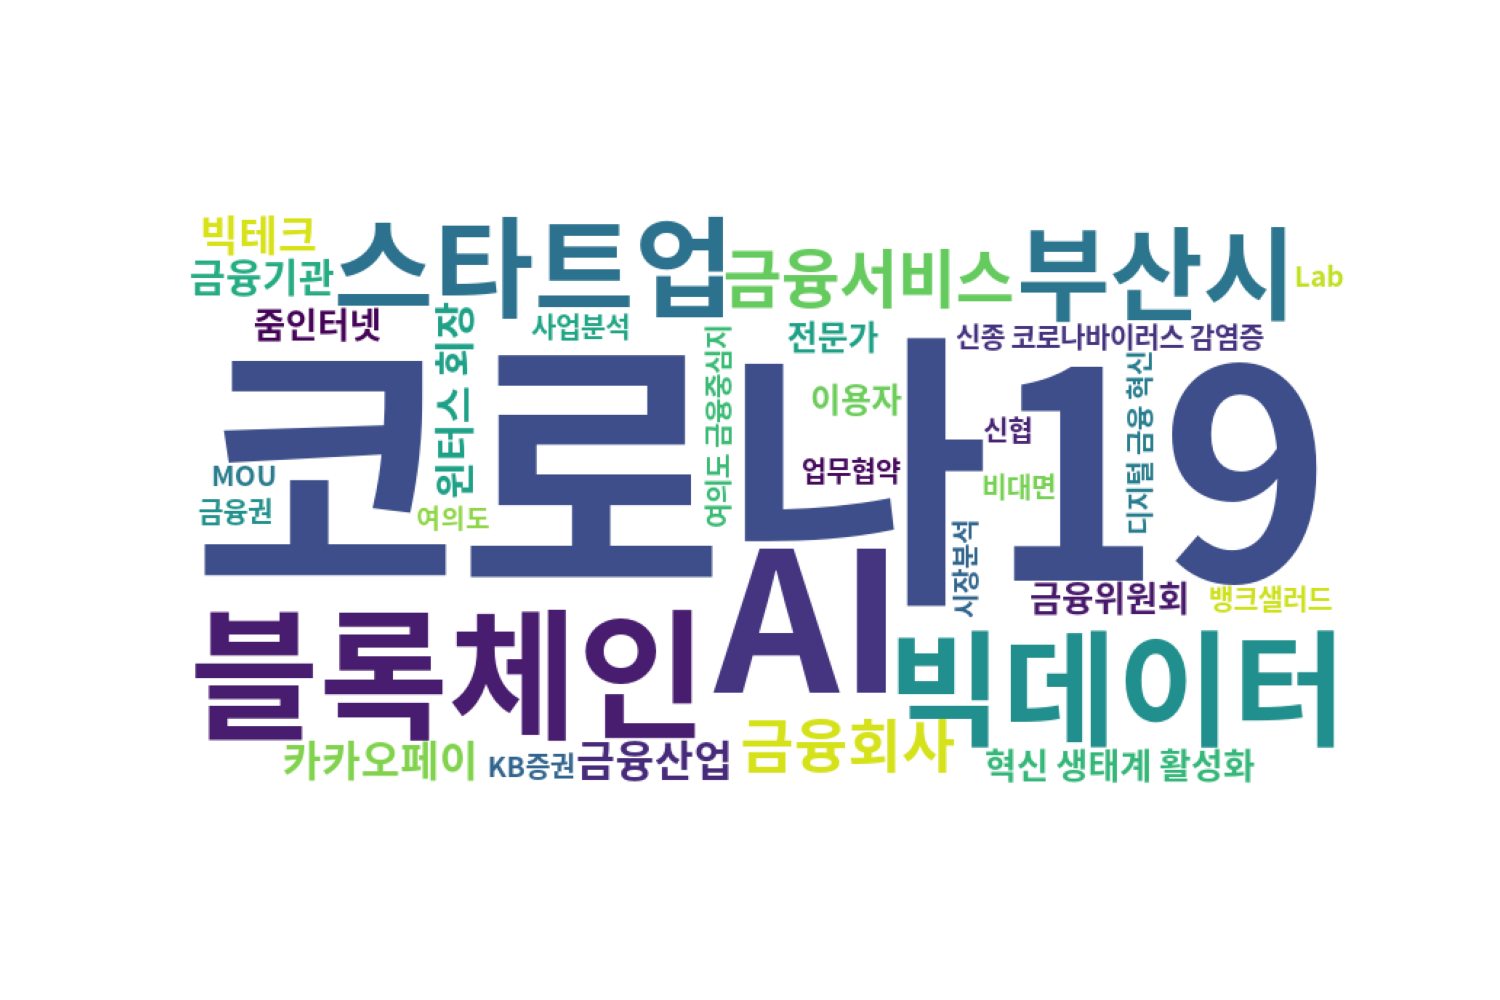 빅테크
스타트업
금융서비스
부산시
Lab
금융기관
줌인터넷
윈터스 회장
사업분석
여의도 금융중심지
전문가
신종 코로나바이러스 감염증
코로나19
이용자
신협
디지털 금융 혁신
MOU
업무협약
비대면
금융권
여의도
시장분석
AI
금융위원회
뱅크샐러드
블록체인
빅데이터
카카오페이
KB증권
금융산업
금융회사
혁신 생태계 활성화